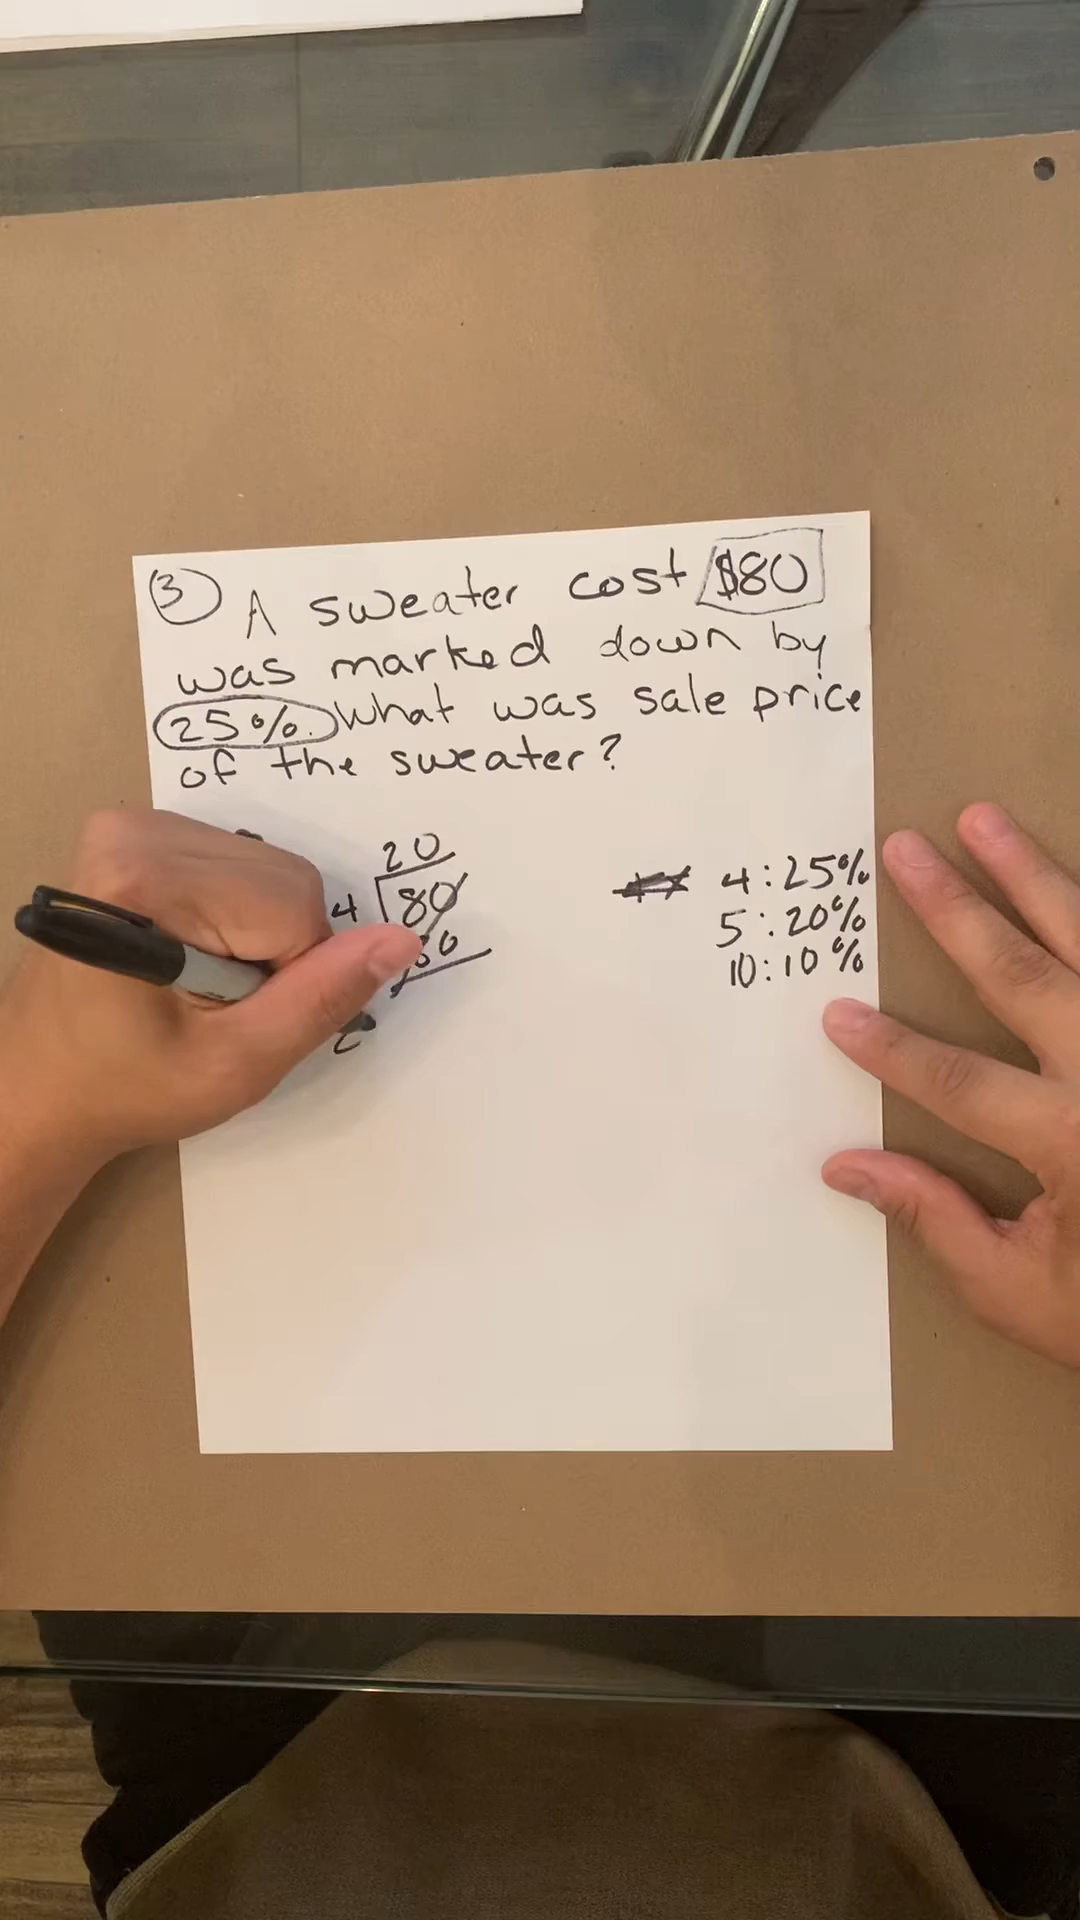 3 A sweater cost $80
was marked down by
25%. What was sale price
of the sweater?
20
4 80
80
4:25%
5:20%
10:10%